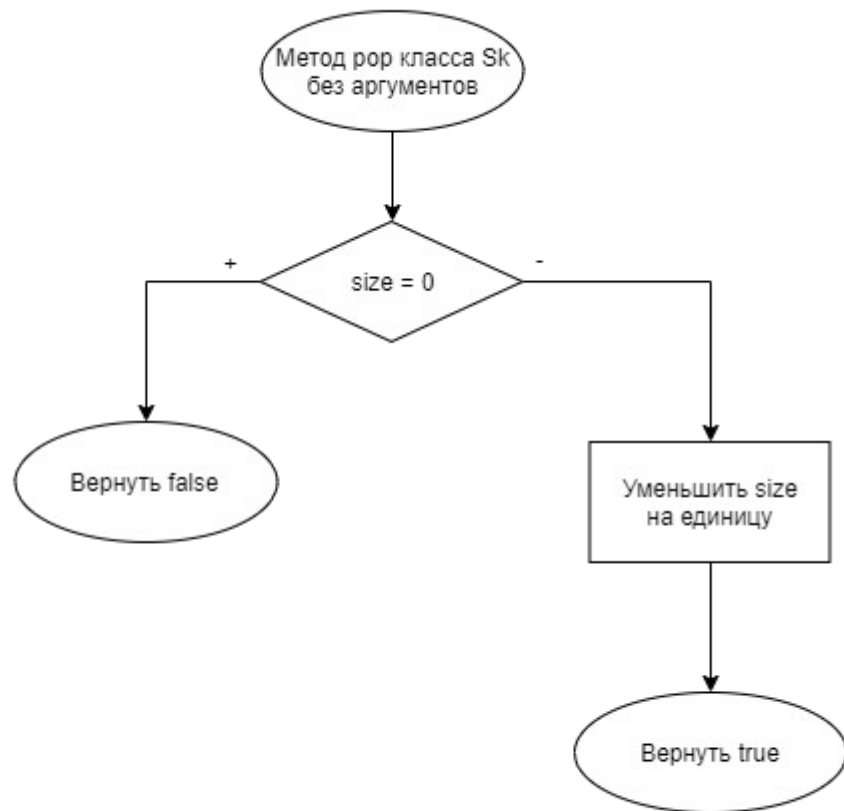 Метод pop класса Sk
без аргументов
+
-
size = 0
Вернуть false
Уменьшить size
на единицу
Вернуть true